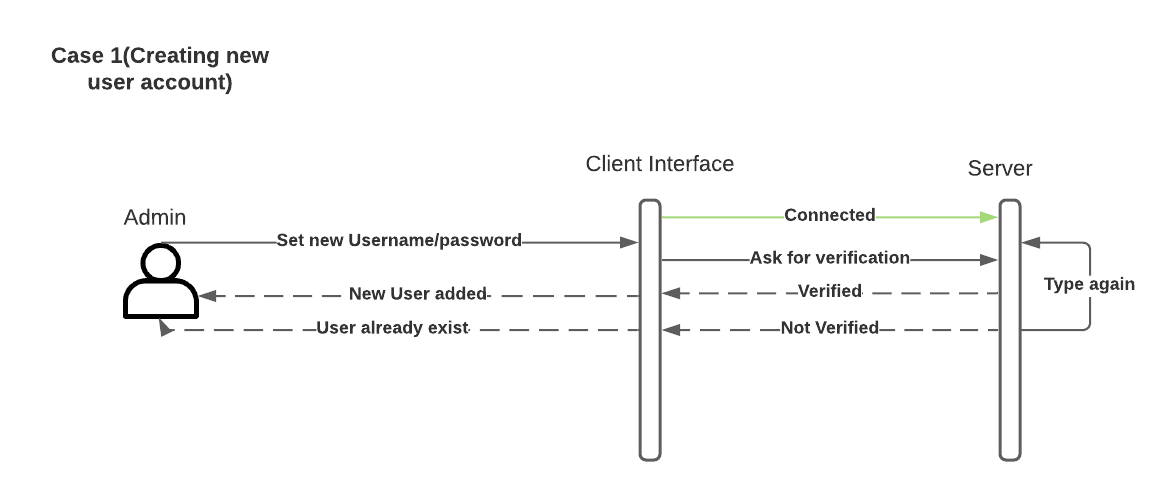 Case 1(Creating new
user account)
Client Interface
Server
Admin
Connected
Set new Username/password
Ask for verification
Type again
New User added
Verified
User already exist
Not Verified